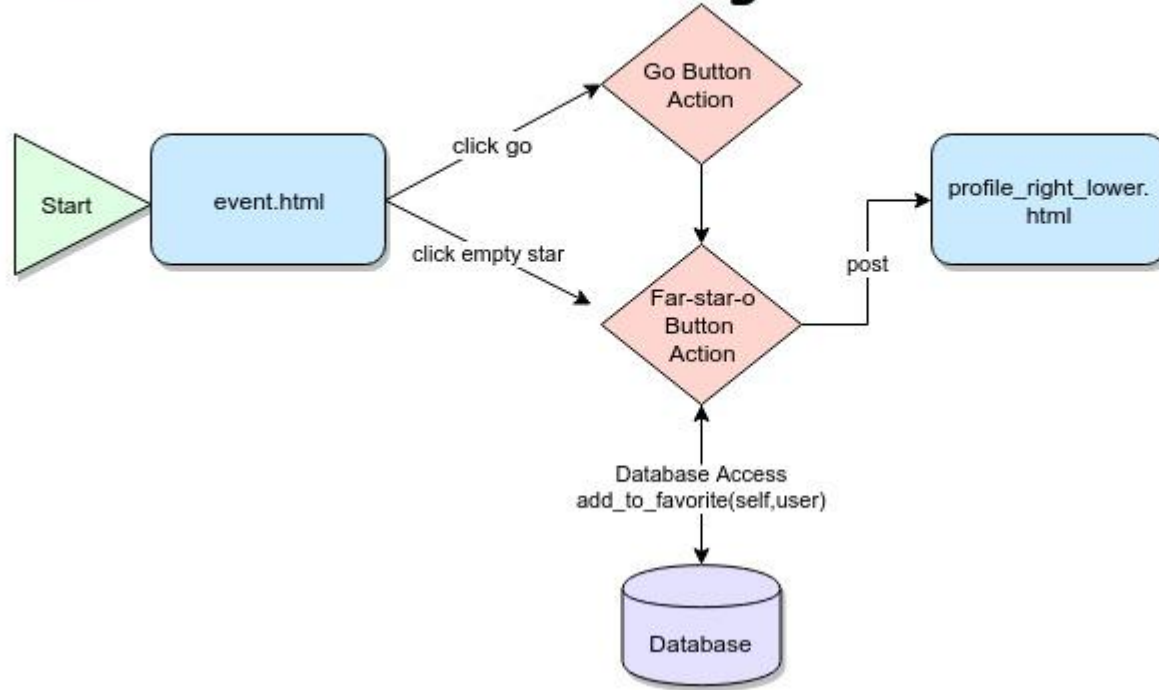 Go Button
Action
click go
Start
event.html
profile_right_lower.
html
click empty star
post
Far-star-o
Button
Action
Database Access
add_to_favorite(self,user)
Database